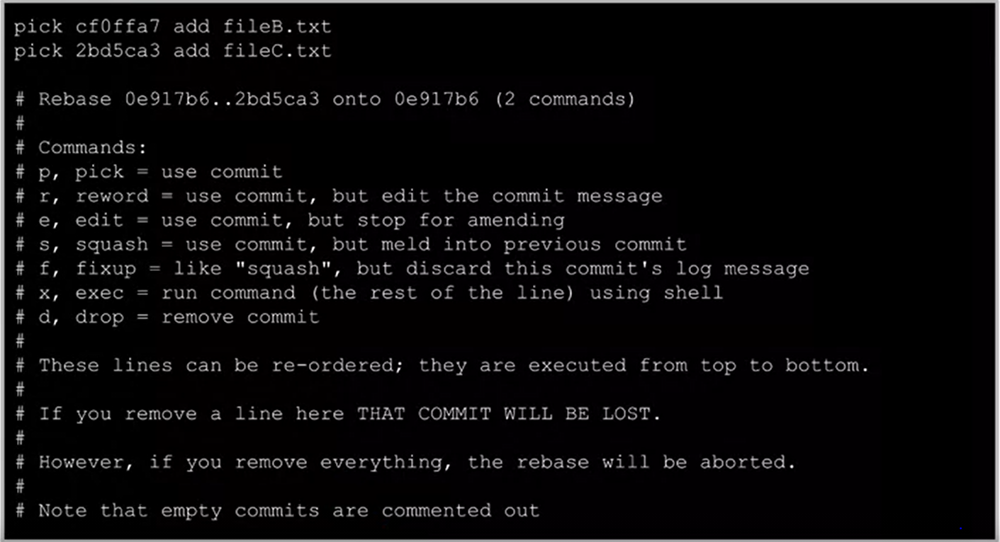 pick cf0ffa7 add fileB.txt
pick 2bd5ca3 add fileC.txt
# Rebase 0e917b6..2bd5ca3 onto 0e917b6 (2 commands)
#
# Commands:
# p, pick = use commit
# r, reword = use commit, but edit the commit message
# e, edit = use commit, but stop for amending
# s, squash = use commit, but meld into previous commit
# f, fixup = like "squash", but discard this commit's log message
# x, exec = run command (the rest of the line) using shell
# d, drop = remove commit
#
# These lines can be re-ordered; they are executed from top to bottom.
#
# If you remove a line here THAT COMMIT WILL BE LOST.
#
# However, if you remove everything, the rebase will be aborted.
#
# Note that empty commits are commented out